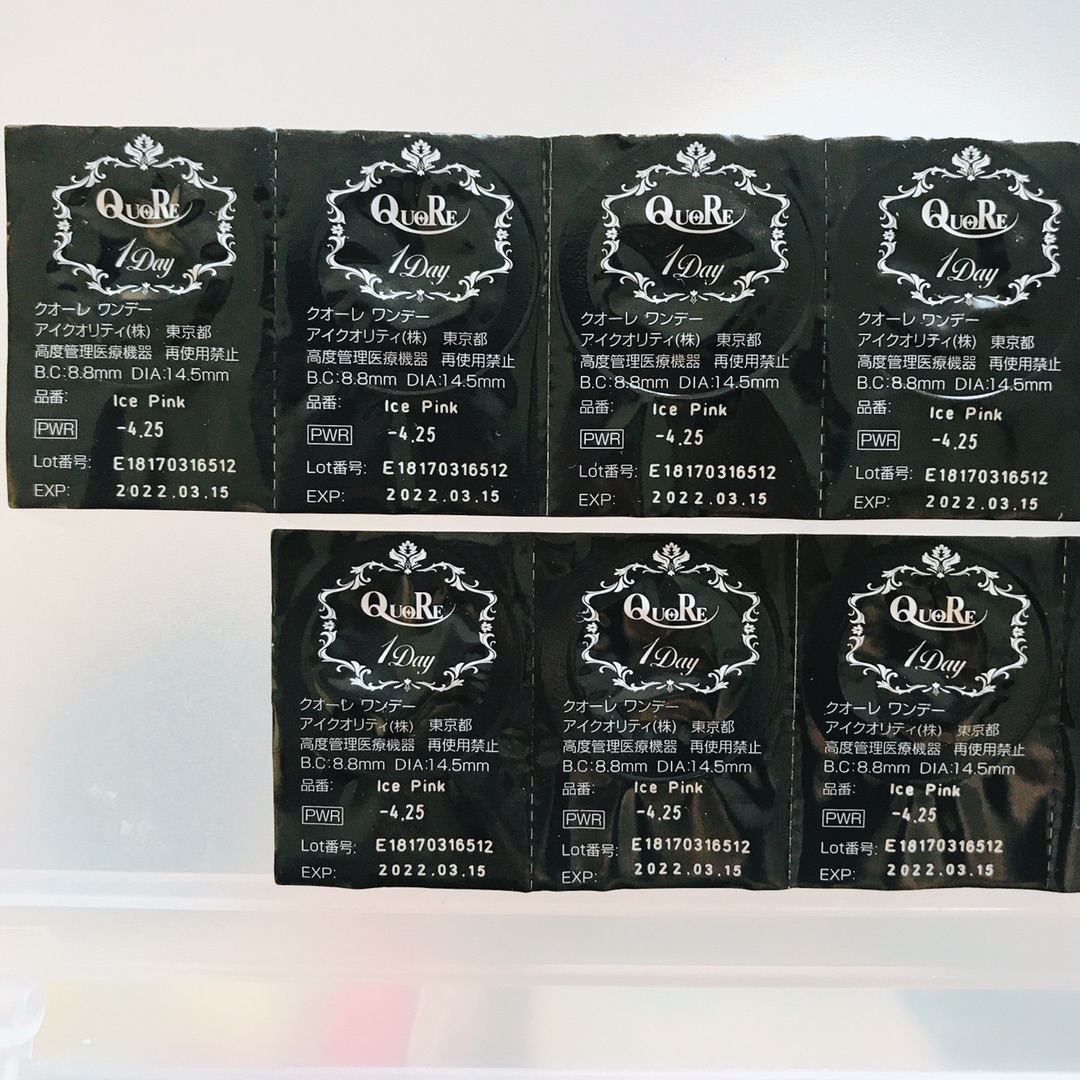 QUORE
1Day
クオーレ ワンデー
アイクオリティ(株) 東京都
高度管理医療機器 再使用禁止
B.C:8.8mm DIA:14.5mm
品番: Ice Pink
PWR -4.25
Lot番号: E18170316512
EXP: 2022.03.15
QUORE
1Day
クオーレ ワンデー
アイクオリティ(株) 東京都
高度管理医療機器 再使用禁止
B.C:8.8mm DIA:14.5mm
品番: Ice Pink
PWR -4.25
Lot番号: E18170316512
EXP: 2022.03.15
QUORE
1Day
クオーレ ワンデー
アイクオリティ(株) 東京都
高度管理医療機器 再使用禁止
B.C:8.8mm DIA:14.5mm
品番: Ice Pink
PWR -4.25
Lot番号: E18170316512
EXP: 2022.03.15
QUORE
1Day
クオーレ ワンデー
アイクオリティ(株) 東京都
高度管理医療機器 再使用禁止
B.C:8.8mm DIA:14.5mm
品番: Ice Pink
PWR -4.25
Lot番号: E18170316512
EXP: 2022.03.15
QUORE
1Day
クオーレ ワンデー
アイクオリティ(株) 東京都
高度管理医療機器 再使用禁止
B.C:8.8mm DIA:14.5mm
品番: Ice Pink
PWR -4.25
Lot番号: E18170316512
EXP: 2022.03.15
QUORE
1Day
クオーレ ワンデー
アイクオリティ(株) 東京都
高度管理医療機器 再使用禁止
B.C:8.8mm DIA:14.5mm
品番: Ice Pink
PWR -4.25
Lot番号: E18170316512
EXP: 2022.03.15
QUORE
1Day
クオーレ ワンデー
アイクオリティ(株) 東京都
高度管理医療機器 再使用禁止
B.C:8.8mm DIA:14.5mm
品番: Ice Pink
PWR -4.25
Lot番号: E18170316512
EXP: 2022.03.15